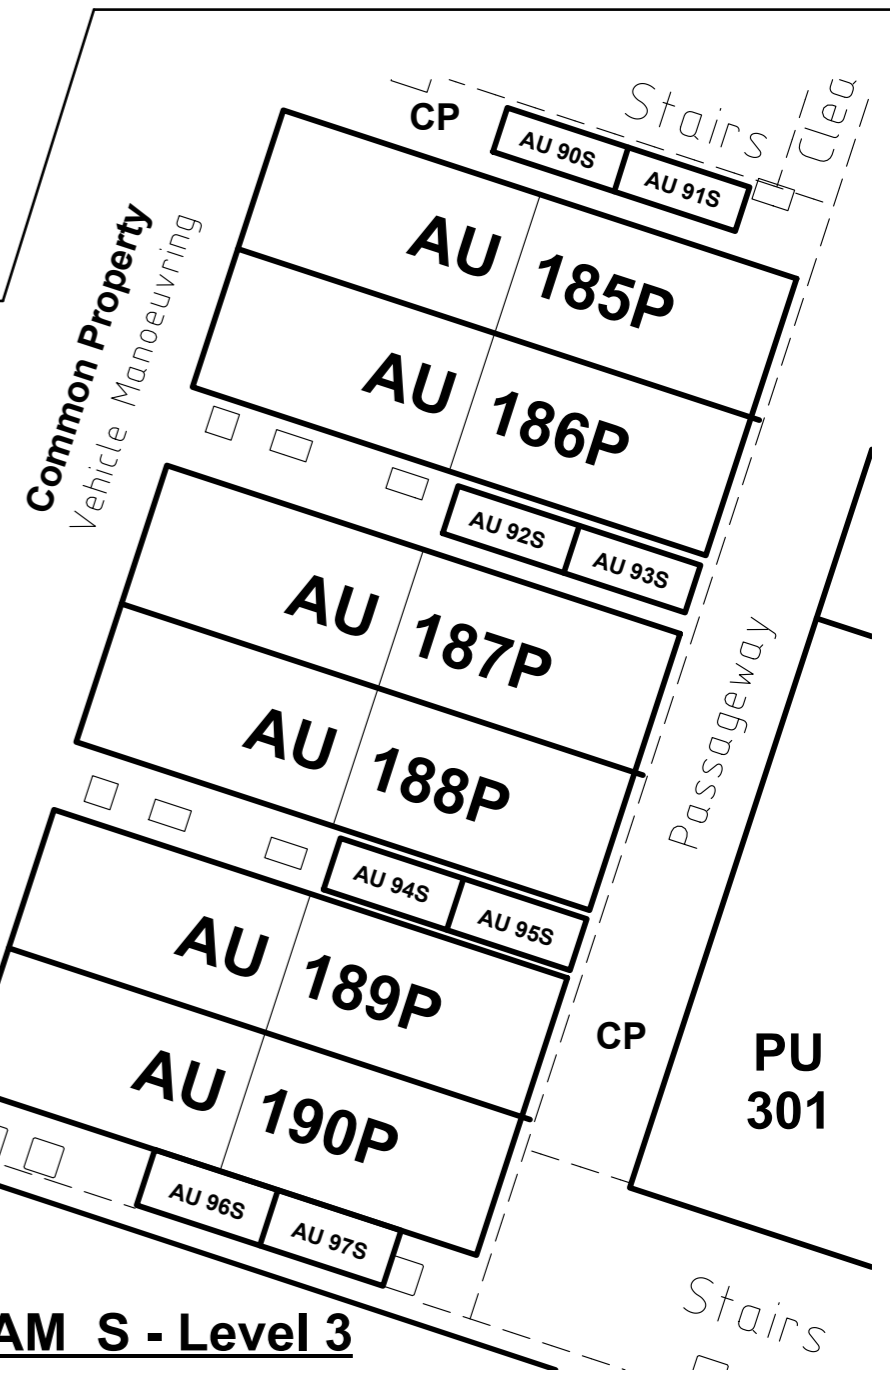 Stairs
Clea
CP
AU 90S
AU 91S
AU 185P
Common Property
Vehicle Manoeuvring
AU 186P
AU 92S
AU 93S
AU 187P
Passageway
AU 188P
AU 94S
AU 95S
AU 189P
CP
PU
301
AU 190P
AU 96S
AU 97S
Stairs
AM S - Level 3